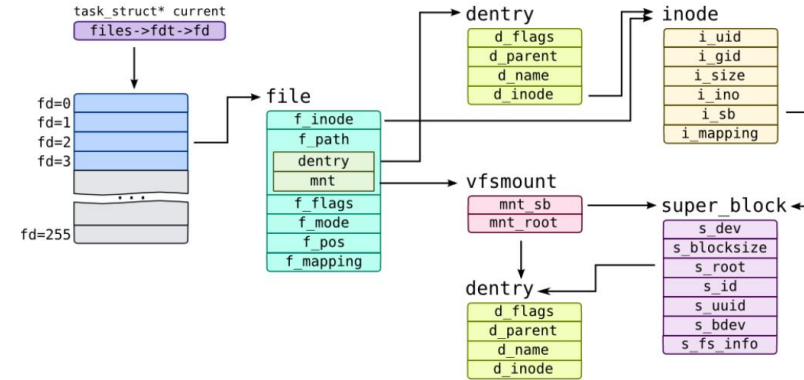 task_struct* current
files->fdt->fd
fd=0
fd=1
fd=2
fd=3
...
fd=255
file
f_inode
f_path
dentry
mnt
f_flags
f_mode
f_pos
f_mapping
dentry
d_flags
d_parent
d_name
d_inode
inode
i_uid
i_gid
i_size
i_ino
i_sb
i_mapping
vfsmount
mnt_sb
mnt_root
super_block
s_dev
s_blocksize
s_root
s_id
s_uuid
s_bdev
s_fs_info
dentry
d_flags
d_parent
d_name
d_inode